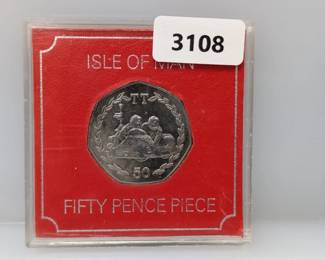 3108
ISLE OF MAN
TT
50
FIFTY PENCE PIECE